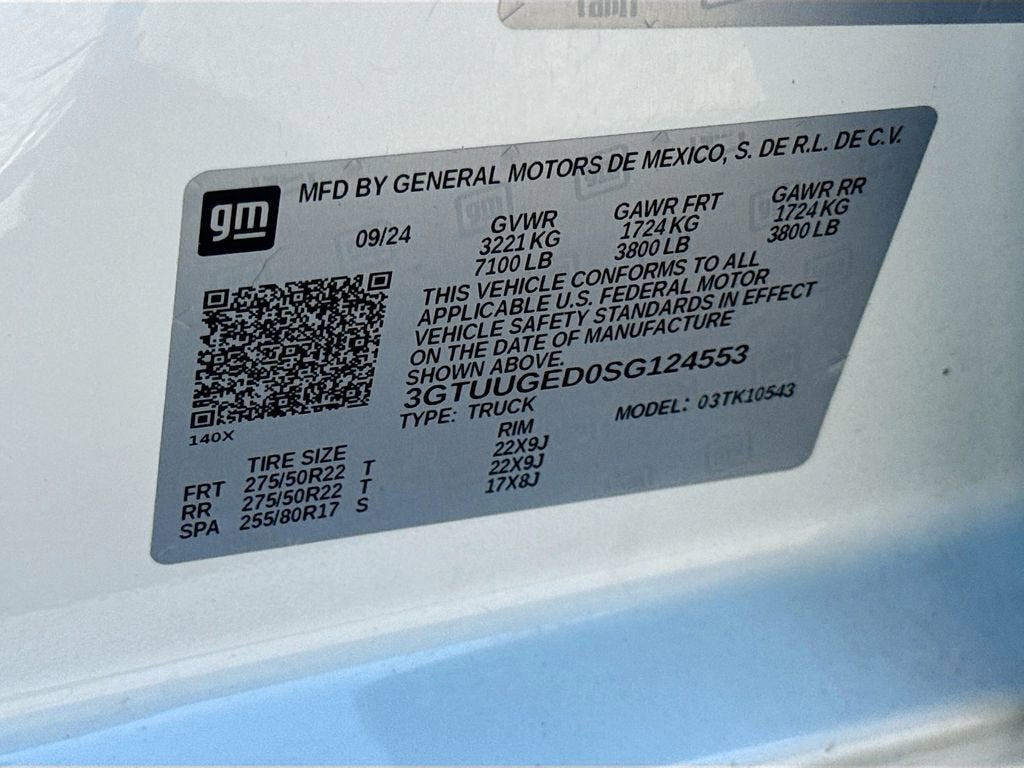 gm
MFD BY GENERAL MOTORS DE MEXICO, S. DE R.L. DE C.V.
09/24
GVWR GAWR FRT GAWR RR
3221 KG 1724 KG 1724 KG
7100 LB 3800 LB 3800 LB
THIS VEHICLE CONFORMS TO ALL
APPLICABLE U.S. FEDERAL MOTOR
VEHICLE SAFETY STANDARDS IN EFFECT
ON THE DATE OF MANUFACTURE
SHOWN ABOVE.
3GTUUGED0SG124553
TYPE: TRUCK MODEL: 03TK10543
140X
TIRE SIZE RIM
FRT 275/50R22 T 22X9J
RR 275/50R22 T 22X9J
SPA 255/80R17 S 17X8J